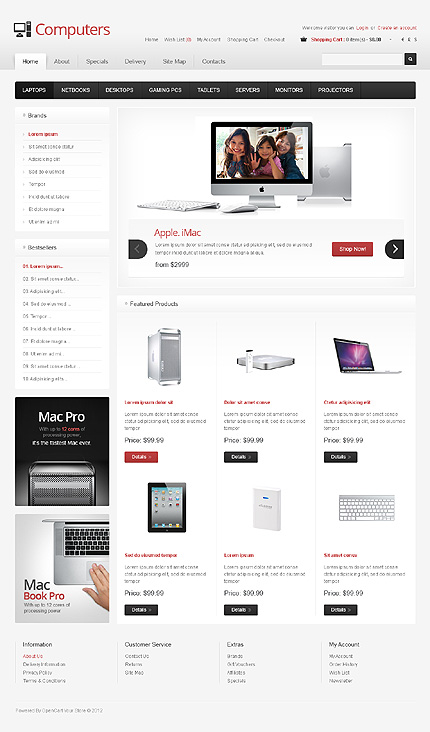 Computers
Welcome visitor you can Login or Create an account
Home Wish List (0) My Account Shopping Cart Checkout
Shopping Cart: 0 item(s) - $0.00
€ £ $
Home About Specials Delivery Site Map Contacts
LAPTOPS NETBOOKS DESKTOPS GAMING PCS TABLETS SERVERS MONITORS PROJECTORS
Brands
Lorem ipsum
Sit amet conse ctetur
Adipisicing elit
Sed do eiusmod
Tempor
Incididunt ut labore
Et dolore magna
Ut enim ad mi
Apple. iMac
Lorem ipsum dolor sit amet conse ctetur adipisicing elit, sed do eiusmod
tempor incididunt ut labore et dolore magna aliqua.
from $2999
Shop Now!
Bestsellers
01. Lorem ipsum...
02. Sit amet conse ctetur...
03. Adipisicing elit...
04. Sed do eiusmod...
05. Tempor...
06. Incididunt ut labore...
07. Et dolore magna...
08. Ut enim ad mi...
09. Sit amet conse ctetur...
10. Adipisicing elit...
Featured Products
Lorem ipsum dolor sit
Lorem ipsum dolor sit amet
conse ctetur adipisicing elit,
sed do eiusmod tempor
Price: $99.99
Details
Dolor sit amet conse
Lorem ipsum dolor sit amet
conse ctetur adipisicing elit,
sed do eiusmod tempor
Price: $99.99
Details
Ctetur adipisicing elit
Lorem ipsum dolor sit amet
conse ctetur adipisicing elit,
sed do eiusmod tempor
Price: $99.99
Details
Mac Pro
With up to 12 cores of
processing power,
it's the fastest Mac ever.
Mac
Book Pro
With up to 12 cores of
processing power
Sed do eiusmod tempor
Lorem ipsum dolor sit amet
conse ctetur adipisicing elit,
sed do eiusmod tempor
Price: $99.99
Details
Lorem ipsum
Lorem ipsum dolor sit amet
conse ctetur adipisicing elit,
sed do eiusmod tempor
Price: $99.99
Details
Sit amet conse
Lorem ipsum dolor sit amet
conse ctetur adipisicing elit,
sed do eiusmod tempor
Price: $99.99
Details
Information
About Us
Delivery Information
Privacy Policy
Terms & Conditions
Customer Service
Contact Us
Returns
Site Map
Extras
Brands
Gift Vouchers
Affiliates
Specials
My Account
My Account
Order History
Wish List
Newsletter
Powered By OpenCart Your Store © 2012